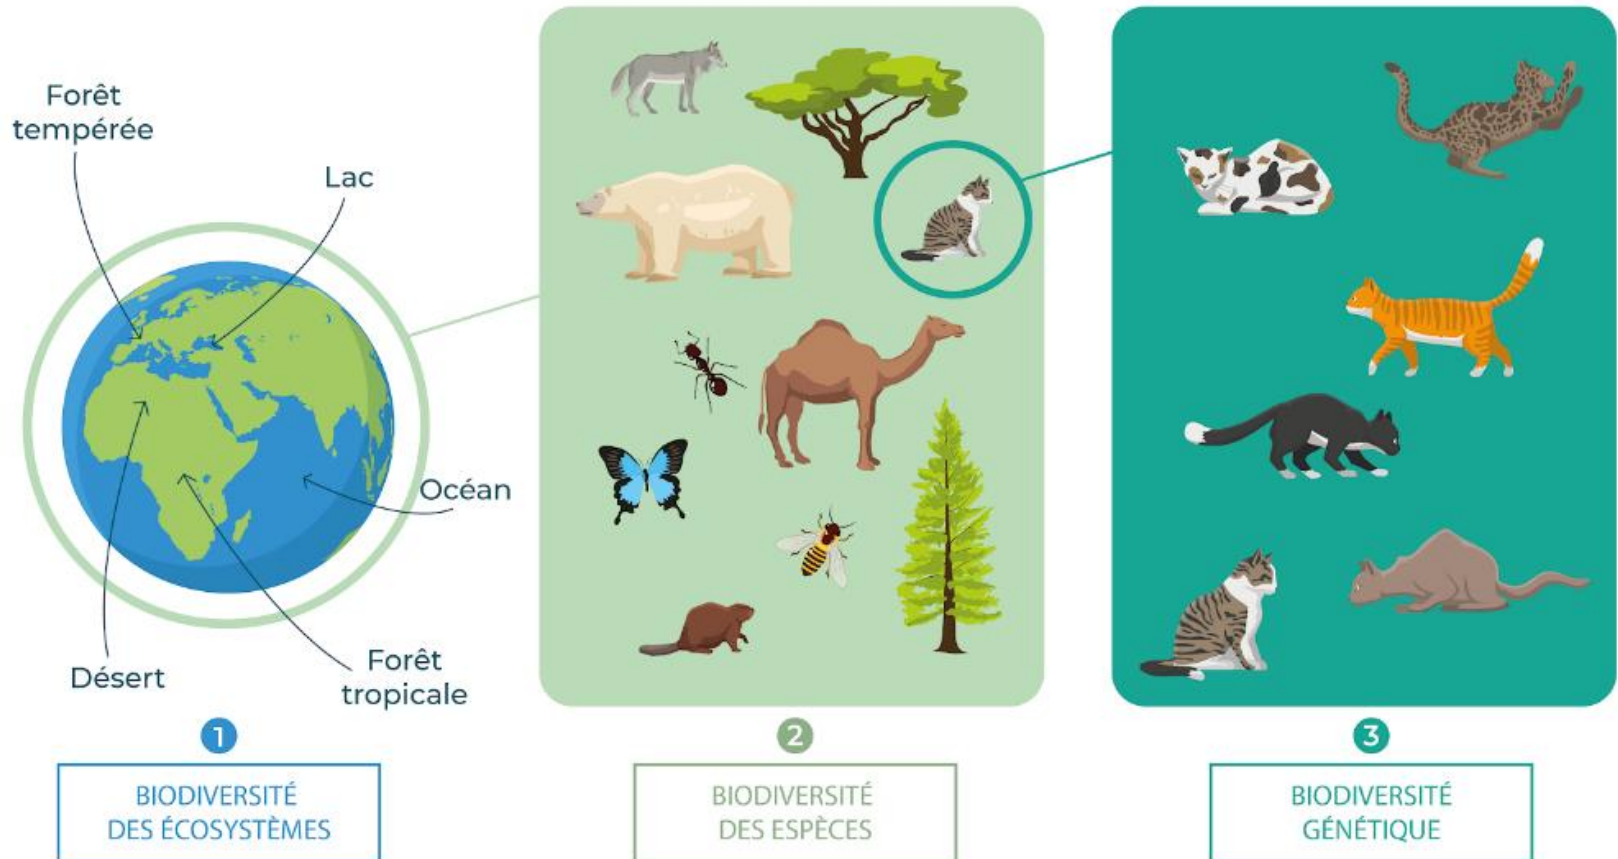 Forêt
tempérée
Lac
Océan
Désert
Forêt
tropicale
1
BIODIVERSITÉ
DES ÉCOSYSTÈMES
2
BIODIVERSITÉ
DES ESPÈCES
3
BIODIVERSITÉ
GÉNÉTIQUE